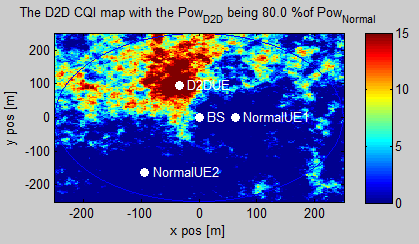 The D2D CQI map with the Pow_D2D being 80.0 %of Pow_Normal
y pos [m]
200
100
0
-100
-200
D2DUE
BS
NormalUE1
NormalUE2
-200
-100
0
100
200
x pos [m]
15
10
5
0